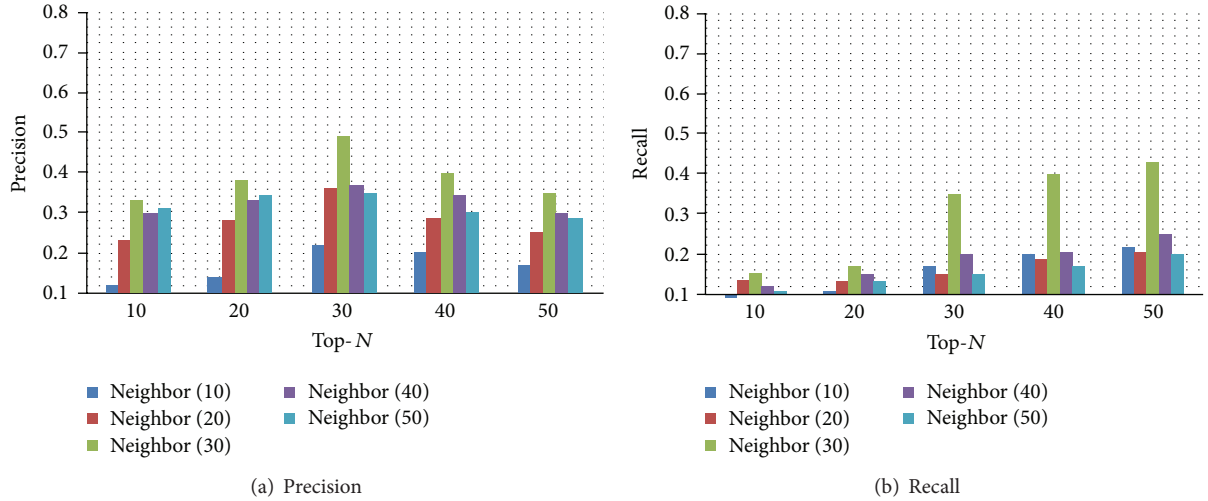 0.8
0.7
0.6
0.5
0.4
0.3
0.2
0.1
Precision
10 20 30 40 50
Top-N
Neighbor (10) Neighbor (40)
Neighbor (20) Neighbor (50)
Neighbor (30)
(a) Precision
0.8
0.7
0.6
0.5
0.4
0.3
0.2
0.1
Recall
10 20 30 40 50
Top-N
Neighbor (10) Neighbor (40)
Neighbor (20) Neighbor (50)
Neighbor (30)
(b) Recall